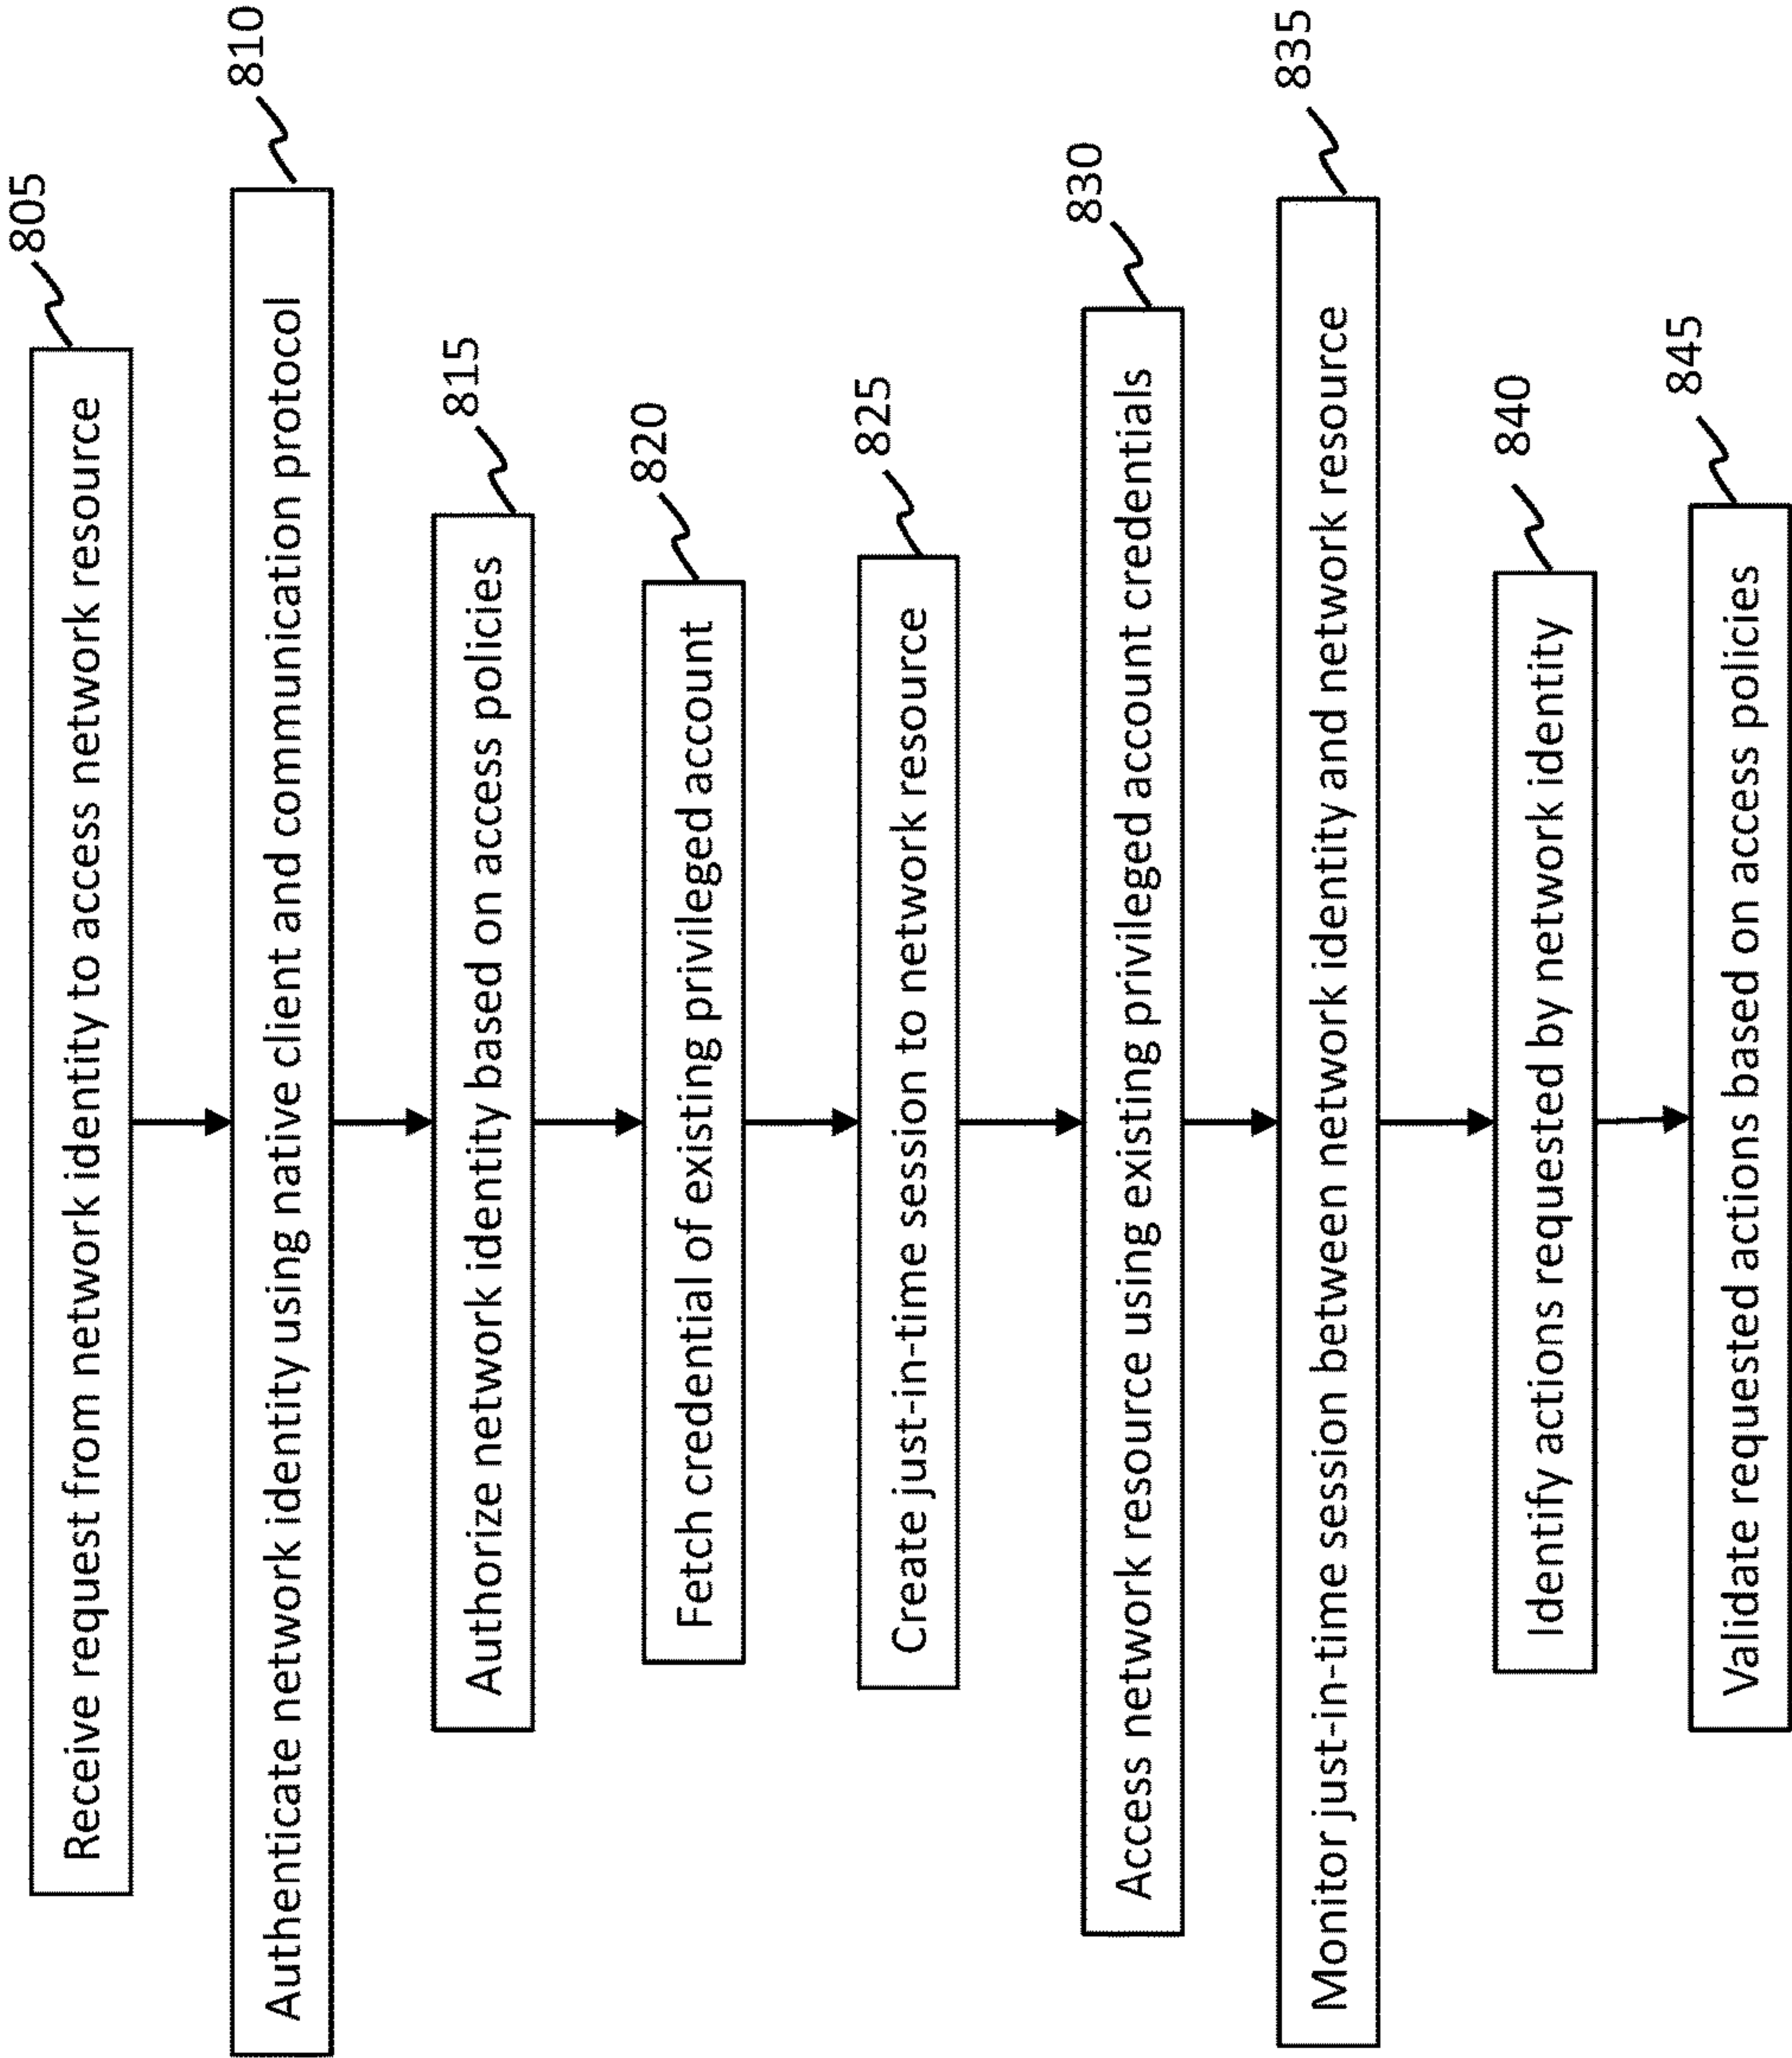 805
Receive request from network identity to access network resource
810
Authenticate network identity using native client and communication protocol
815
Authorize network identity based on access policies
820
Fetch credential of existing privileged account
825
Create just-in-time session to network resource
830
Access network resource using existing privileged account credentials
835
Monitor just-in-time session between network identity and network resource
840
Identify actions requested by network identity
845
Validate requested actions based on access policies